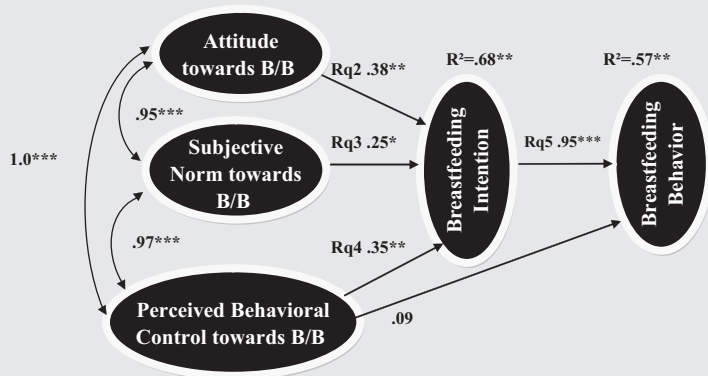 Attitude
towards B/B
Rq2 .38**
R²=.68**
R²=.57**
.95***
1.0***
Subjective
Norm towards
B/B
Rq3 .25*
Breastfeeding
Intention
Rq5 .95***
Breastfeeding
Behavior
.97***
Rq4 .35**
Perceived Behavioral
Control towards B/B
.09